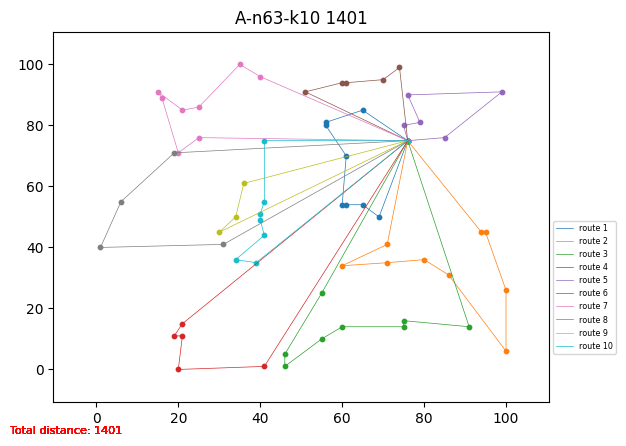 A-n63-k10 1401
100
80
60
40
20
0
0 20 40 60 80 100
route 1
route 2
route 3
route 4
route 5
route 6
route 7
route 8
route 9
route 10
Total distance: 1401